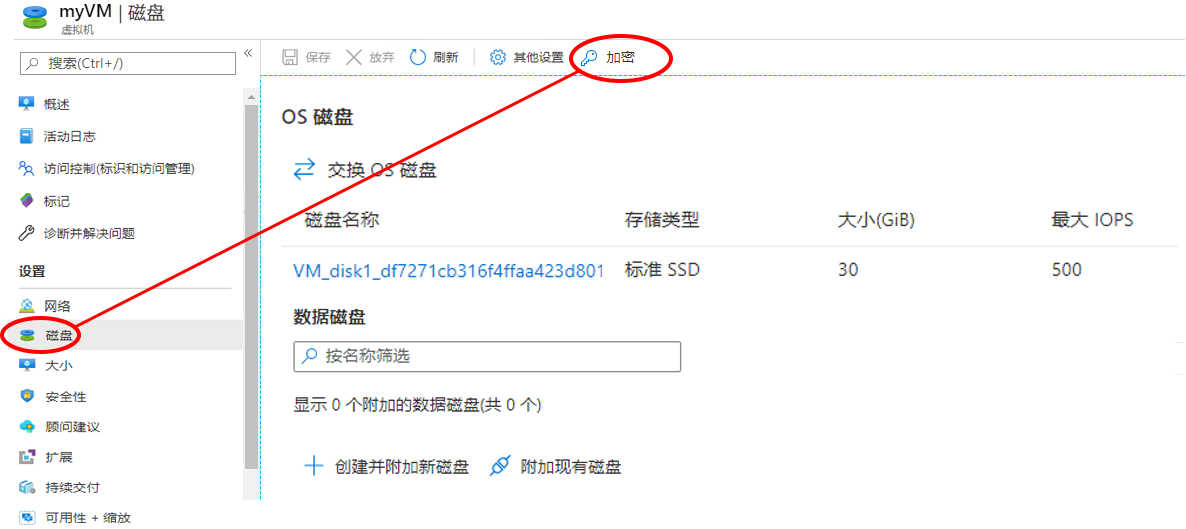 myVM | 磁盘
虚拟机
搜索(Ctrl+/)
«
保存 放弃 刷新 其他设置 加密
概述
活动日志
访问控制(标识和访问管理)
标记
诊断并解决问题
设置
网络
磁盘
大小
安全性
顾问建议
扩展
持续交付
可用性 + 缩放
OS 磁盘
交换 OS 磁盘
磁盘名称 存储类型 大小(GiB) 最大 IOPS
VM_disk1_df7271cb316f4ffaa423d801 标准 SSD 30 500
数据磁盘
按名称筛选
显示 0 个附加的数据磁盘(共 0 个)
创建并附加新磁盘 附加现有磁盘